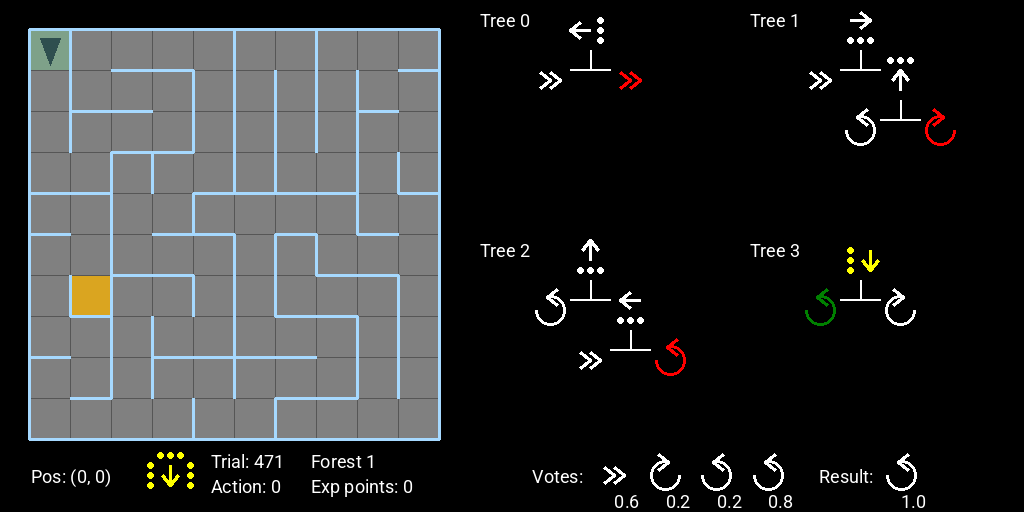 Tree 0
Tree 1
Tree 2
Tree 3
Pos: (0, 0)
Trial: 471
Forest 1
Action: 0
Exp points: 0
Votes:
0.6
0.2
0.2
0.8
Result:
1.0